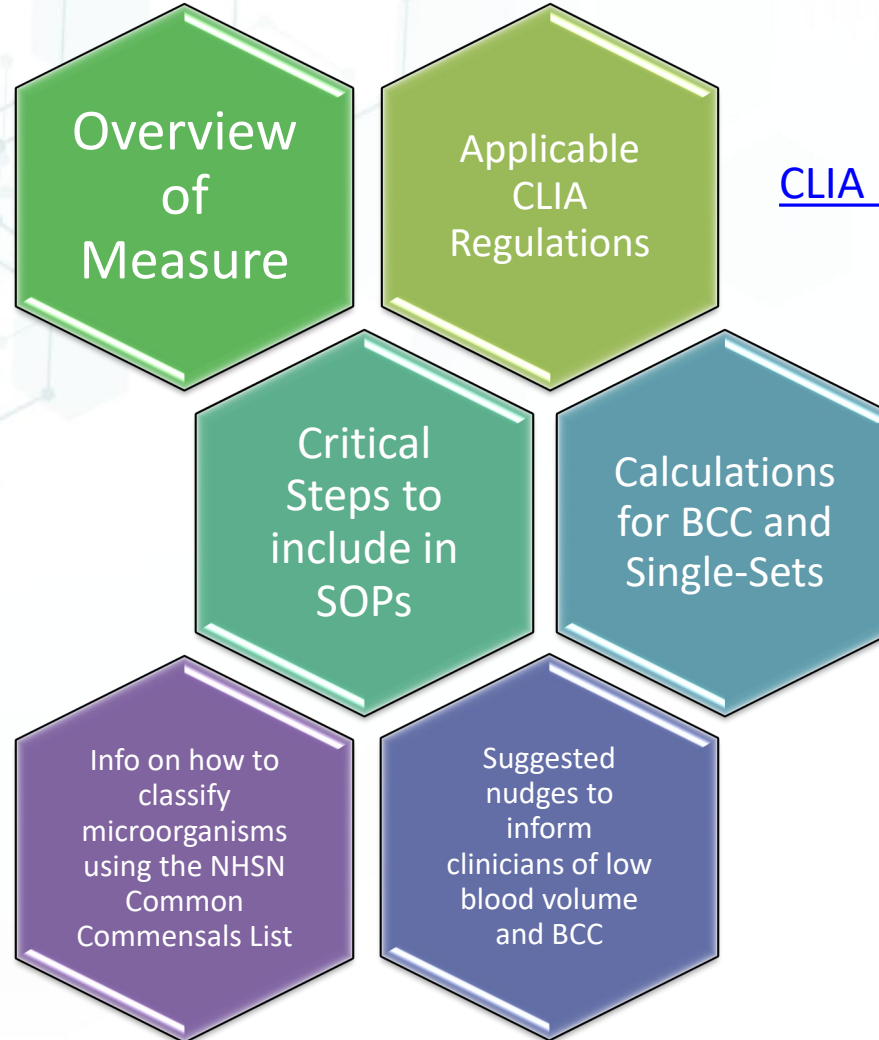 Overview
of
Measure
Applicable
CLIA
Regulations
CLIA
Critical
Steps to
include in
SOPs
Calculations
for BCC and
Single-Sets
Info on how to
classify
microorganisms
using the NHSN
Common
Commensals List
Suggested
nudges to
inform
clinicians of low
blood volume
and BCC